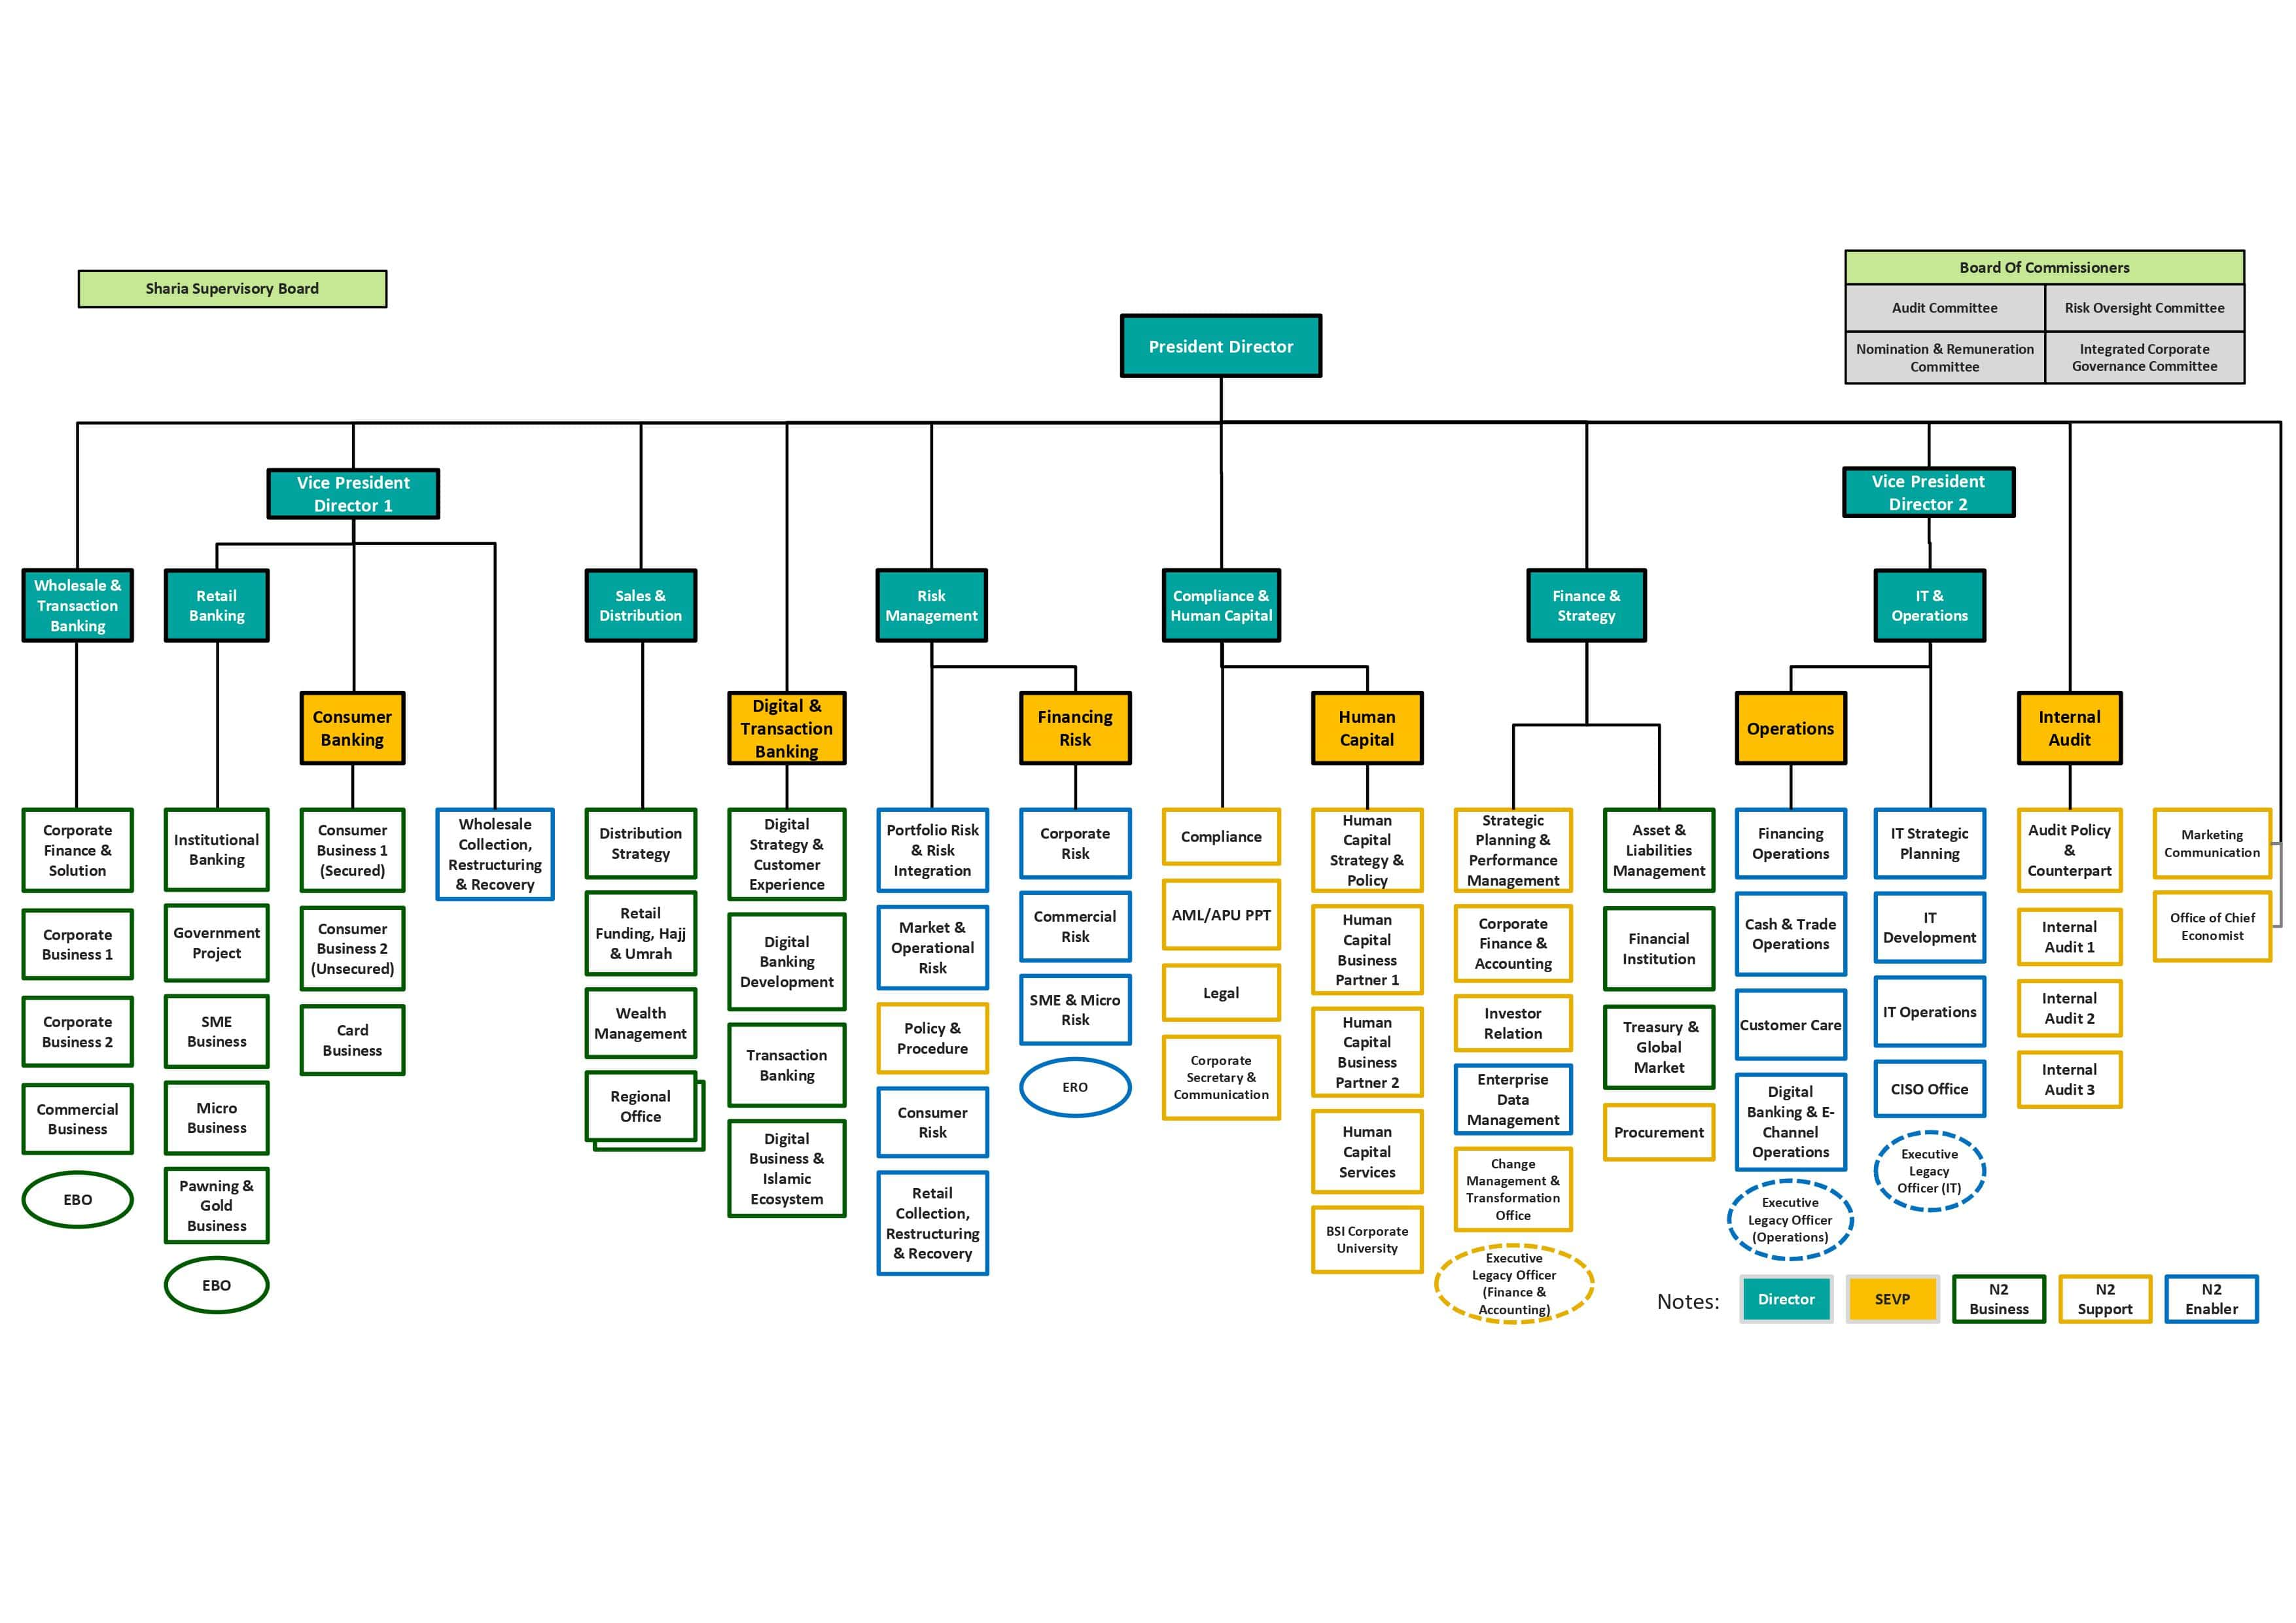 Sharia Supervisory Board
Board Of Commissioners
Audit Committee
Risk Oversight Committee
Nomination & Remuneration
Committee
Integrated Corporate
Governance Committee
President Director
Vice President
Director 1
Vice President
Director 2
Wholesale &
Transaction
Banking
Retail
Banking
Sales &
Distribution
Risk
Management
Compliance &
Human Capital
Finance &
Strategy
IT &
Operations
Consumer
Banking
Digital &
Transaction
Banking
Financing
Risk
Human
Capital
Operations
Internal
Audit
Corporate
Finance &
Solution
Corporate
Business 1
Corporate
Business 2
Commercial
Business
EBO
Institutional
Banking
Government
Project
SME
Business
Micro
Business
Pawning &
Gold
Business
EBO
Consumer
Business 1
(Secured)
Consumer
Business 2
(Unsecured)
Card
Business
Wholesale
Collection,
Restructuring
& Recovery
Distribution
Strategy
Retail
Funding, Hajj
& Umrah
Wealth
Management
Regional
Office
Digital
Strategy &
Customer
Experience
Digital
Banking
Development
Transaction
Banking
Digital
Business &
Islamic
Ecosystem
Portfolio Risk
& Risk
Integration
Market &
Operational
Risk
Policy &
Procedure
Consumer
Risk
Retail
Collection,
Restructuring
& Recovery
Corporate
Risk
Commercial
Risk
SME & Micro
Risk
ERO
Compliance
AML/APU PPT
Legal
Corporate
Secretary &
Communication
Human
Capital
Strategy &
Policy
Human
Capital
Business
Partner 1
Human
Capital
Business
Partner 2
Human
Capital
Services
BSI Corporate
University
Strategic
Planning &
Performance
Management
Corporate
Finance &
Accounting
Investor
Relation
Enterprise
Data
Management
Change
Management &
Transformation
Office
Executive
Legacy Officer
(Finance &
Accounting)
Asset &
Liabilities
Management
Financial
Institution
Treasury &
Global
Market
Procurement
Financing
Operations
Cash & Trade
Operations
Customer Care
Digital
Banking & E-
Channel
Operations
Executive
Legacy Officer
(Operations)
IT Strategic
Planning
IT
Development
IT Operations
CISO Office
Executive
Legacy
Officer (IT)
Audit Policy
&
Counterpart
Internal
Audit 1
Internal
Audit 2
Internal
Audit 3
Marketing
Communication
Office of Chief
Economist
Notes:
Director
SEVP
N2
Business
N2
Support
N2
Enabler